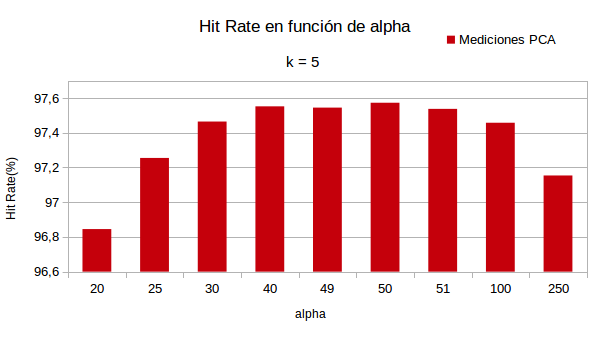 Hit Rate en función de alpha
Mediciones PCA
k = 5
Hit Rate(%)
97,6
97,4
97,2
97
96,8
96,6
20 25 30 40 49 50 51 100 250
alpha